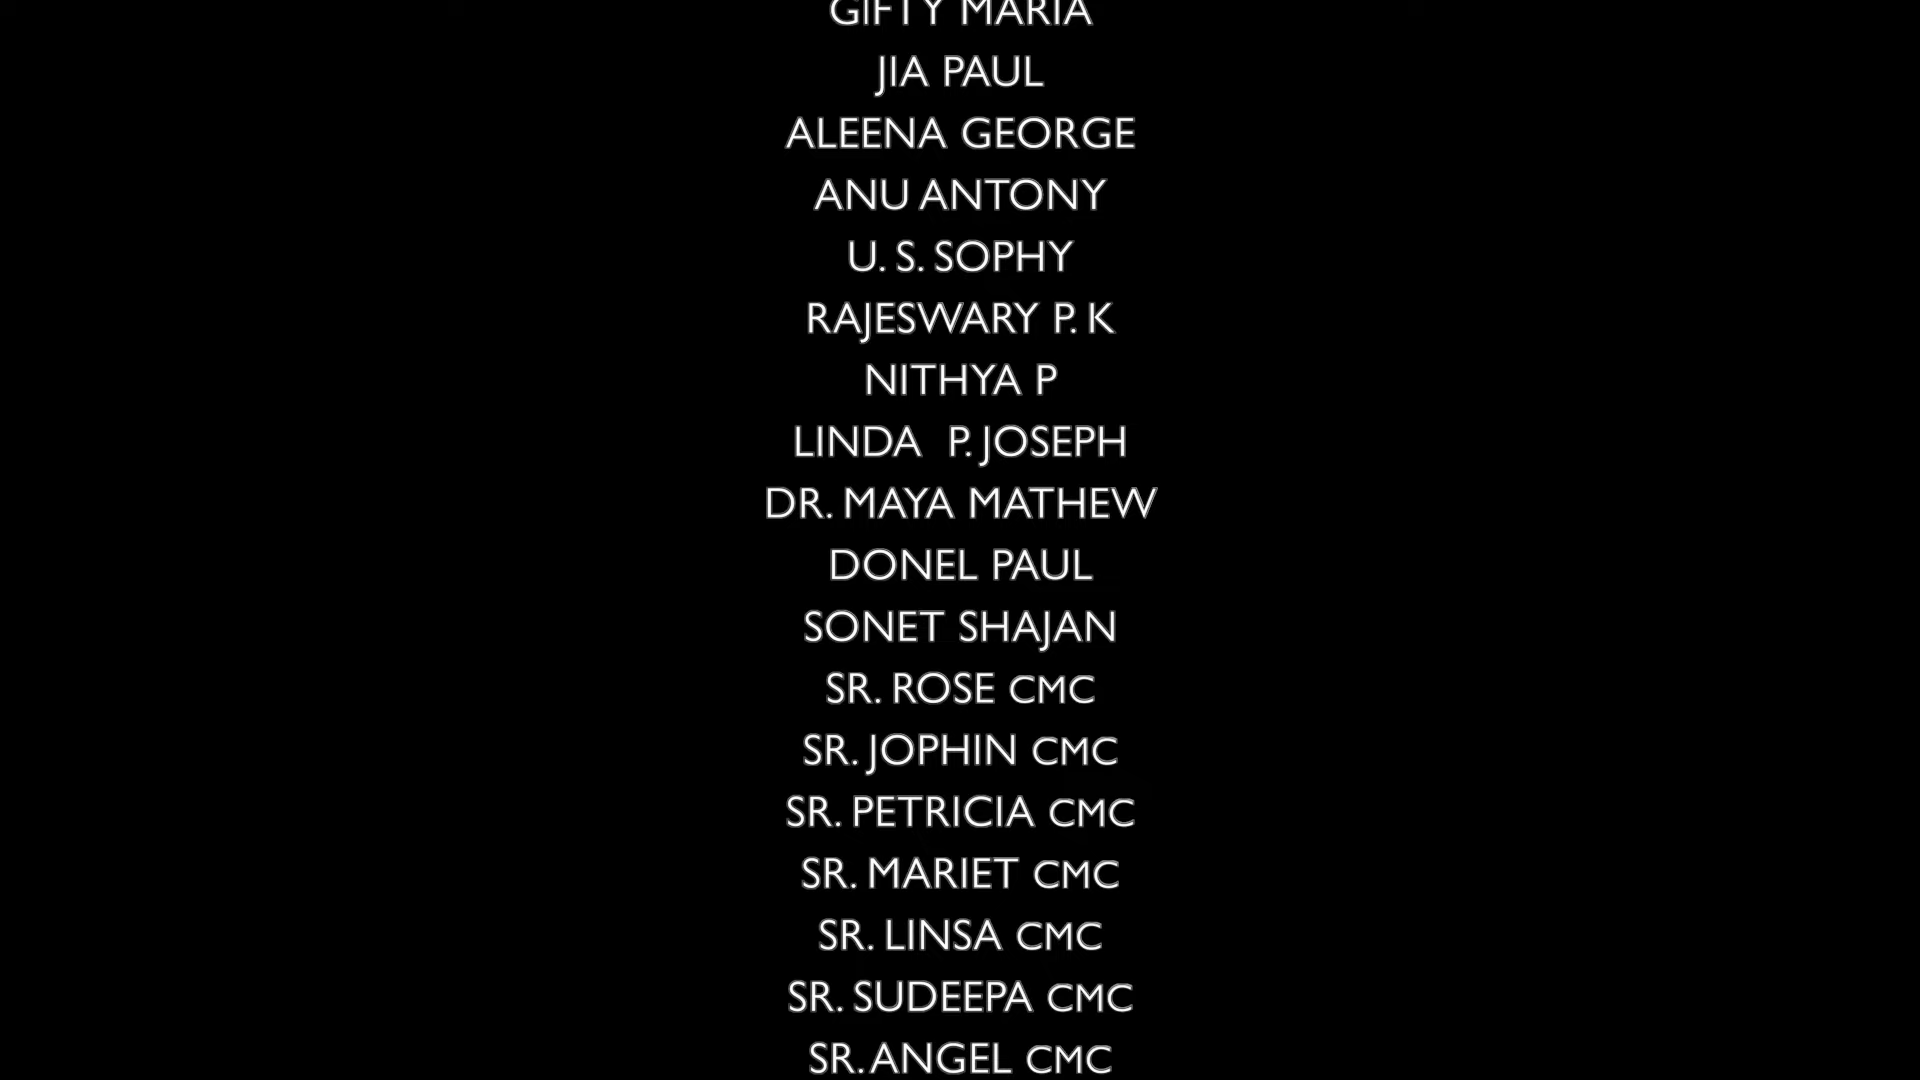 GIFTY MARIA
JIA PAUL
ALEENA GEORGE
ANU ANTONY
U. S. SOPHY
RAJESWARY P. K
NITHYA P
LINDA  P. JOSEPH
DR. MAYA MATHEW
DONEL PAUL
SONET SHAJAN
SR. ROSE CMC
SR. JOPHIN CMC
SR. PETRICIA CMC
SR. MARIET CMC
SR. LINSA CMC
SR. SUDEEPA CMC
SR. ANGEL CMC